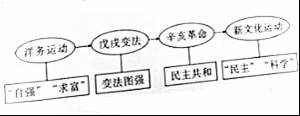 洋务运动
戊戌变法
辛亥革命
新文化运动
“自强”“求富”
变法图强
民主共和
“民主”“科学”